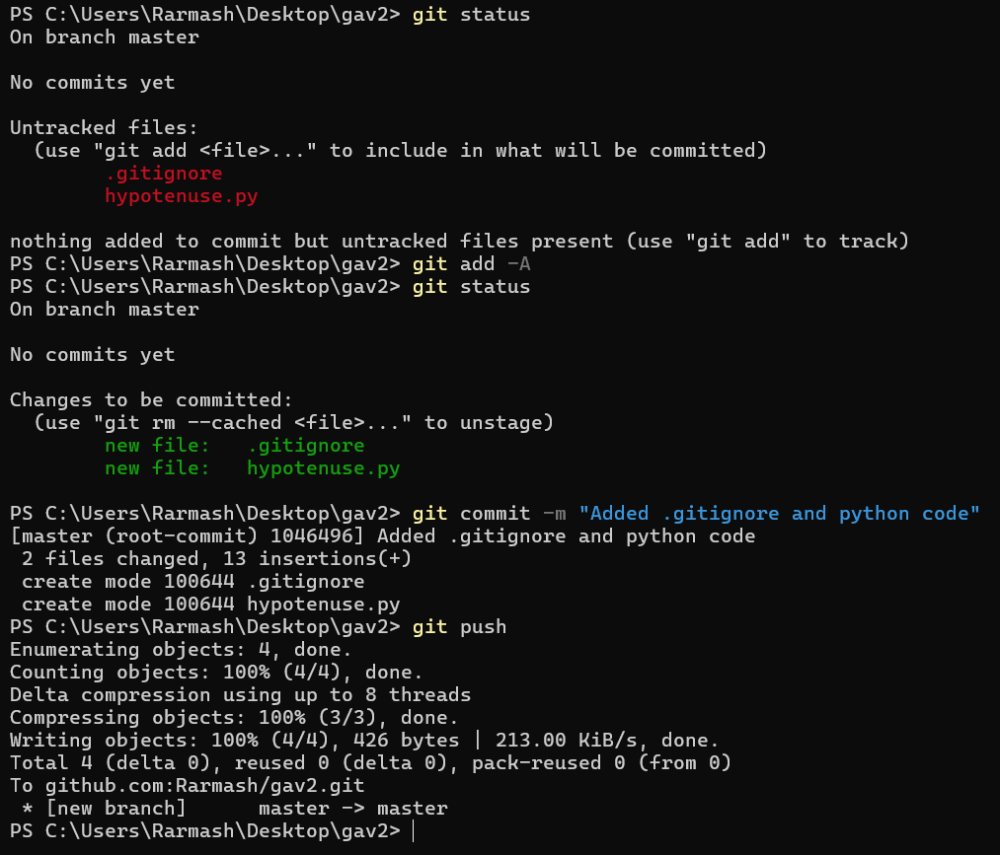 PS C:\Users\Rarmash\Desktop\gav2> git status
On branch master
No commits yet
Untracked files:
  (use "git add <file>..." to include in what will be committed)
        .gitignore
        hypotenuse.py
nothing added to commit but untracked files present (use "git add" to track)
PS C:\Users\Rarmash\Desktop\gav2> git add -A
PS C:\Users\Rarmash\Desktop\gav2> git status
On branch master
No commits yet
Changes to be committed:
  (use "git rm --cached <file>..." to unstage)
        new file:   .gitignore
        new file:   hypotenuse.py
PS C:\Users\Rarmash\Desktop\gav2> git commit -m "Added .gitignore and python code"
[master (root-commit) 1046496] Added .gitignore and python code
 2 files changed, 13 insertions(+)
 create mode 100644 .gitignore
 create mode 100644 hypotenuse.py
PS C:\Users\Rarmash\Desktop\gav2> git push
Enumerating objects: 4, done.
Counting objects: 100% (4/4), done.
Delta compression using up to 8 threads
Compressing objects: 100% (3/3), done.
Writing objects: 100% (4/4), 426 bytes | 213.00 KiB/s, done.
Total 4 (delta 0), reused 0 (delta 0), pack-reused 0 (from 0)
To github.com:Rarmash/gav2.git
 * [new branch]      master -> master
PS C:\Users\Rarmash\Desktop\gav2>